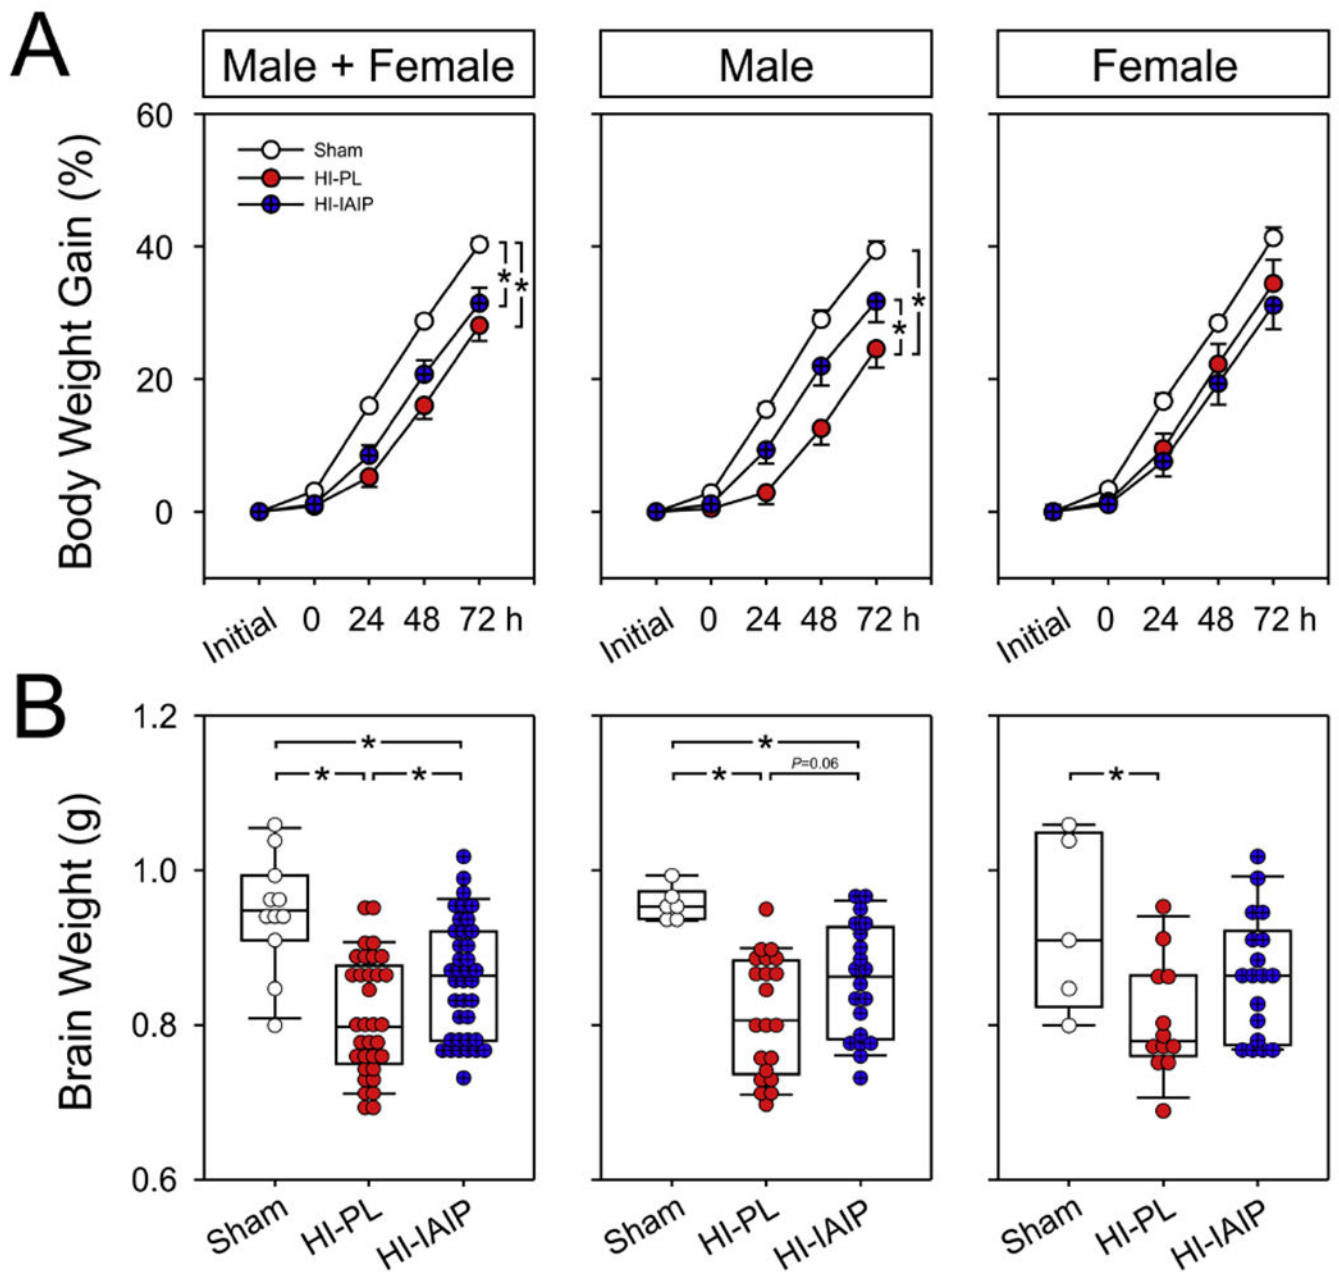 A
Male + Female
Male
Female
Body Weight Gain (%)
60
40
20
0
Sham
HI-PL
HI-IAIP
*
*
*
*
Initial 0 24 48 72 h
Initial 0 24 48 72 h
Initial 0 24 48 72 h
B
Brain Weight (g)
1.2
1.0
0.8
0.6
*
* *
*
* P=0.06
*
Sham HI-PL HI-IAIP
Sham HI-PL HI-IAIP
Sham HI-PL HI-IAIP